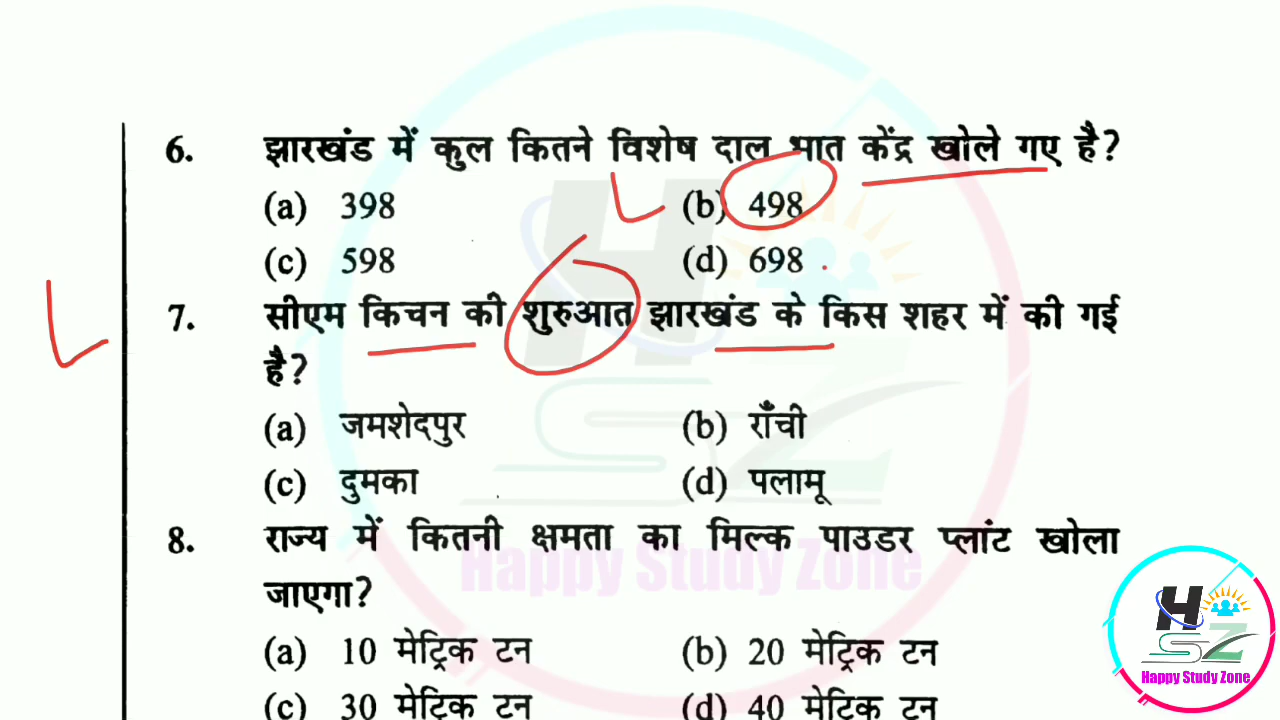 6. झारखंड में कुल कितने विशेष दाल भात केंद्र खोले गए है?
(a) 398 (b) 498
(c) 598 (d) 698
7. सीएम किचन की शुरुआत झारखंड के किस शहर में की गई
है?
(a) जमशेदपुर (b) राँची
(c) दुमका (d) पलामू
8. राज्य में कितनी क्षमता का मिल्क पाउडर प्लांट खोला
जाएगा?
(a) 10 मेट्रिक टन (b) 20 मेट्रिक टन
(c) 30 मेट्रिक टन (d) 40 मेट्रिक टन
Happy Study Zone
HSZ
Happy Study Zone